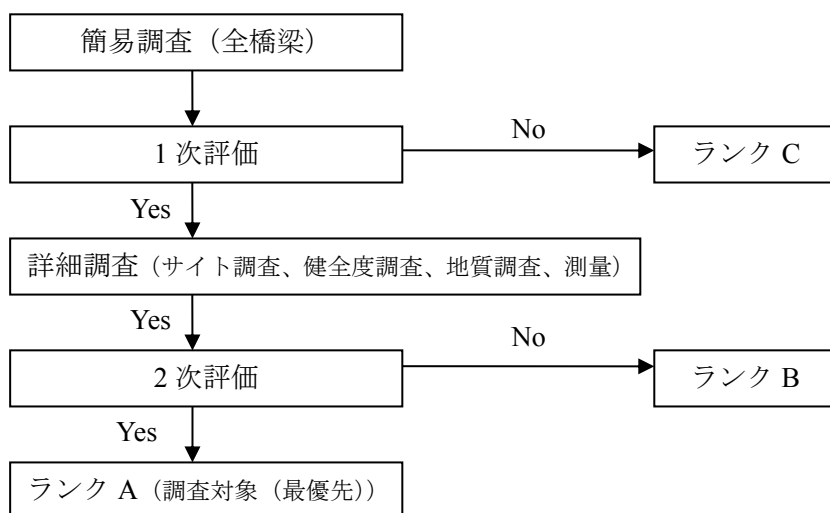 簡易調査（全橋梁）
1 次評価
No
ランク C
Yes
詳細調査（サイト調査、健全度調査、地質調査、測量）
Yes
2 次評価
No
ランク B
Yes
ランク A（調査対象（最優先））